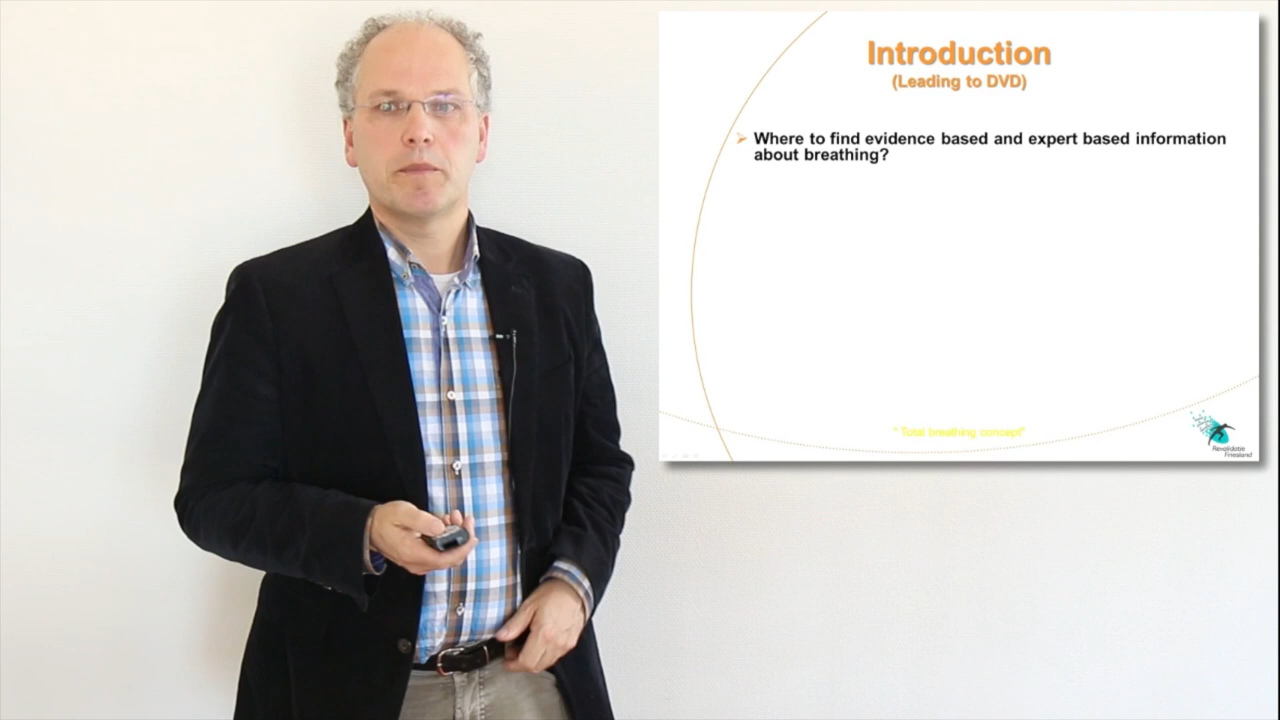 Introduction
(Leading to DVD)
Where to find evidence based and expert based information
about breathing?
" Total breathing concept"
Revalidatie
Friesland